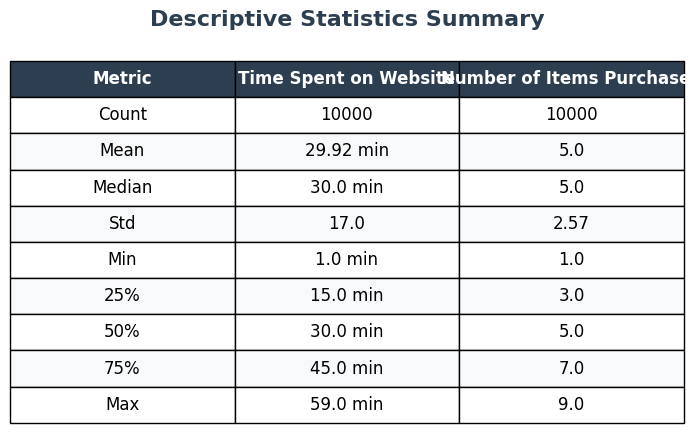 Descriptive Statistics Summary
Metric Time Spent on Website Number of Items Purchase
Count 10000 10000
Mean 29.92 min 5.0
Median 30.0 min 5.0
Std 17.0 2.57
Min 1.0 min 1.0
25% 15.0 min 3.0
50% 30.0 min 5.0
75% 45.0 min 7.0
Max 59.0 min 9.0